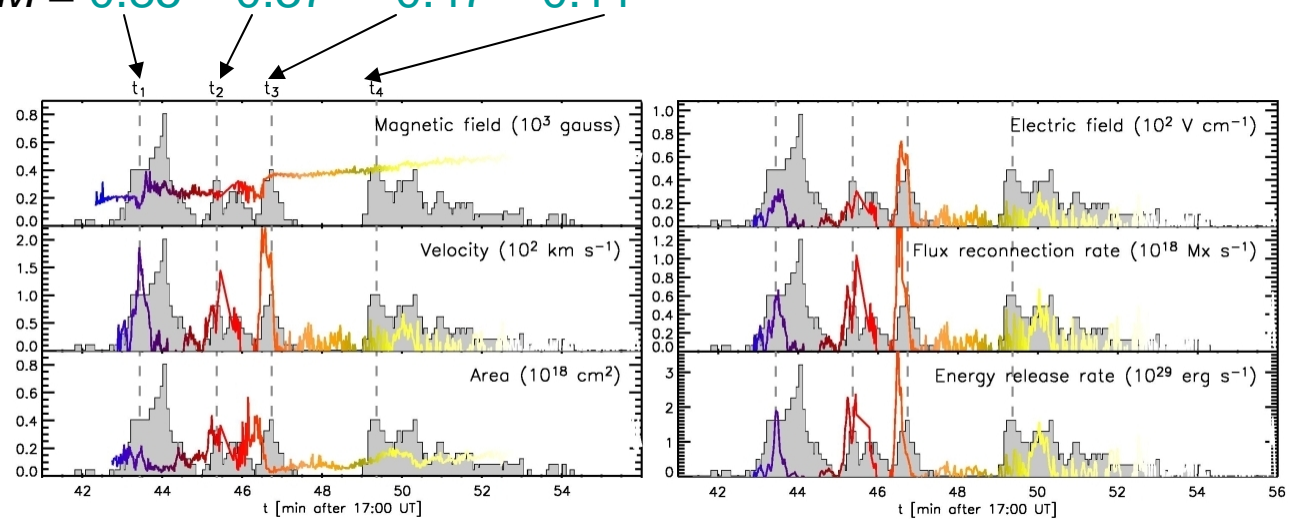 M =
t₁ t₂ t₃ t₄
Magnetic field (10³ gauss)
0.8
0.6
0.4
0.2
0.0
Velocity (10² km s⁻¹)
2.0
1.5
1.0
0.5
0.0
Area (10¹⁸ cm²)
0.8
0.6
0.4
0.2
0.0
42 44 46 48 50 52 54
t [min after 17:00 UT]
Electric field (10² V cm⁻¹)
1.0
0.8
0.6
0.4
0.2
0.0
Flux reconnection rate (10¹⁸ Mx s⁻¹)
1.2
1.0
0.8
0.6
0.4
0.2
0.0
Energy release rate (10²⁹ erg s⁻¹)
3
2
1
0
42 44 46 48 50 52 54 56
t [min after 17:00 UT]